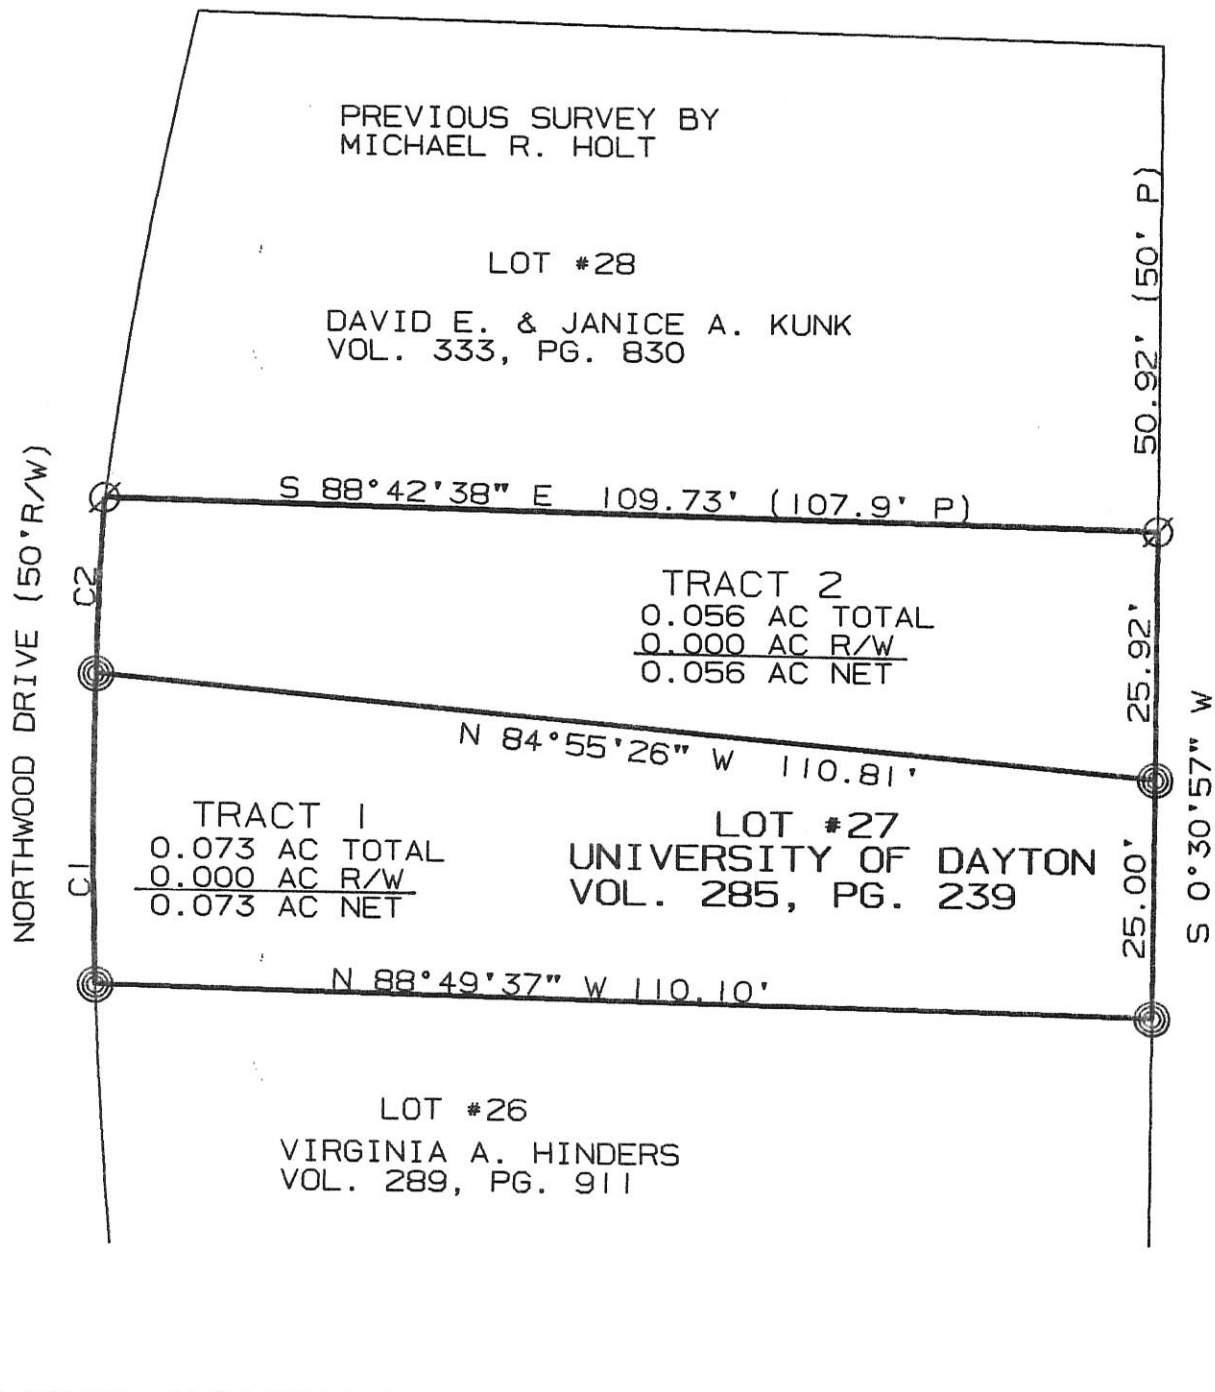 PREVIOUS SURVEY BY
MICHAEL R. HOLT
LOT #28
DAVID E. & JANICE A. KUNK
VOL. 333, PG. 830
50.92' (50' P)
S 88°42'38" E 109.73' (107.9' P)
NORTHWOOD DRIVE (50'R/W)
C2
TRACT 2
0.056 AC TOTAL
0.000 AC R/W
0.056 AC NET
25.92'
N 84°55'26" W 110.81'
S 0°30'57" W
TRACT 1
0.073 AC TOTAL
0.000 AC R/W
0.073 AC NET
C1
LOT #27
UNIVERSITY OF DAYTON
VOL. 285, PG. 239
25.00'
N 88°49'37" W 110.10'
LOT #26
VIRGINIA A. HINDERS
VOL. 289, PG. 911